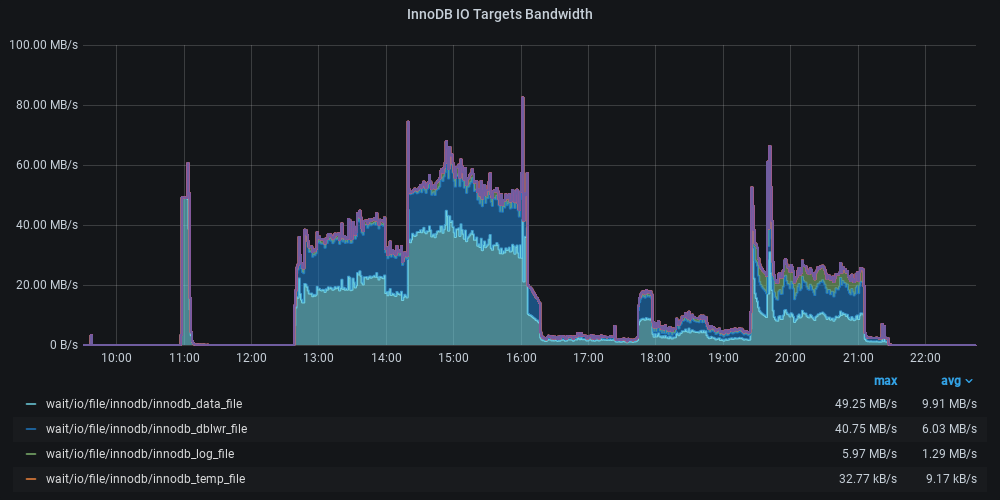 InnoDB IO Targets Bandwidth
100.00 MB/s
80.00 MB/s
60.00 MB/s
40.00 MB/s
20.00 MB/s
0 B/s
10:00 11:00 12:00 13:00 14:00 15:00 16:00 17:00 18:00 19:00 20:00 21:00 22:00
max avg
wait/io/file/innodb/innodb_data_file 49.25 MB/s 9.91 MB/s
wait/io/file/innodb/innodb_dblwr_file 40.75 MB/s 6.03 MB/s
wait/io/file/innodb/innodb_log_file 5.97 MB/s 1.29 MB/s
wait/io/file/innodb/innodb_temp_file 32.77 kB/s 9.17 kB/s